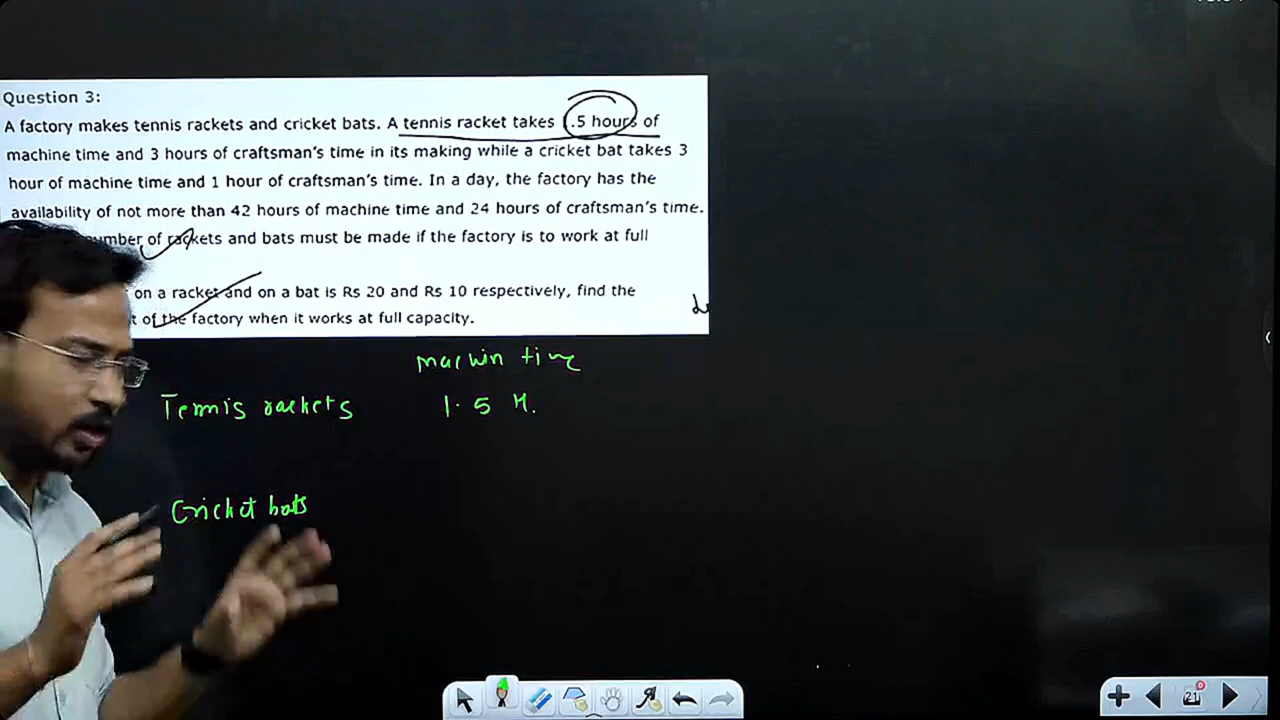 Question 3:
A factory makes tennis rackets and cricket bats. A tennis racket takes .5 hours of
machine time and 3 hours of craftsman's time in its making while a cricket bat takes 3
hour of machine time and 1 hour of craftsman's time. In a day, the factory has the
availability of not more than 42 hours of machine time and 24 hours of craftsman's time.
umber of rackets and bats must be made if the factory is to work at full
on a racket and on a bat is Rs 20 and Rs 10 respectively, find the
t of the factory when it works at full capacity.
time
Tennis rackets 1.5 H.
Cricket bats
21